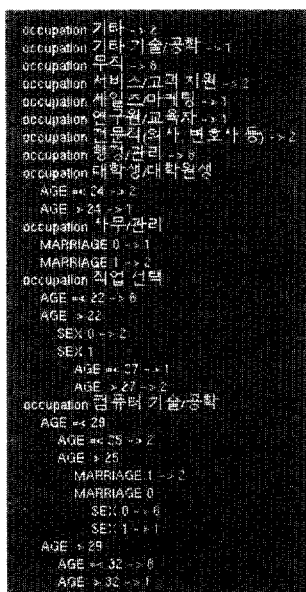 occupation 기타 -> 2
occupation 기타 기술/공학 -> 1
occupation 무직 -> 6
occupation 서비스/고객 지원 -> 2
occupation 세일즈/마케팅 -> 1
occupation 연구원/교육자 -> 1
occupation 전문직(의사, 변호사 등) -> 2
occupation 행정/관리 -> 6
occupation 대학생/대학원생
AGE =< 24 -> 2
AGE > 24 -> 1
occupation 사무/관리
MARRIAGE 0 -> 1
MARRIAGE 1 -> 2
occupation 직업 선택
AGE =< 22 -> 6
AGE > 22
SEX 0 -> 2
SEX 1
AGE =< 27 -> 1
AGE > 27 -> 2
occupation 컴퓨터 기술/공학
AGE =< 29
AGE =< 25 -> 2
AGE > 25
MARRIAGE 1 -> 2
MARRIAGE 0
SEX 0 -> 6
SEX 1 -> 1
AGE > 29
AGE =< 32 -> 6
AGE > 32 -> 1